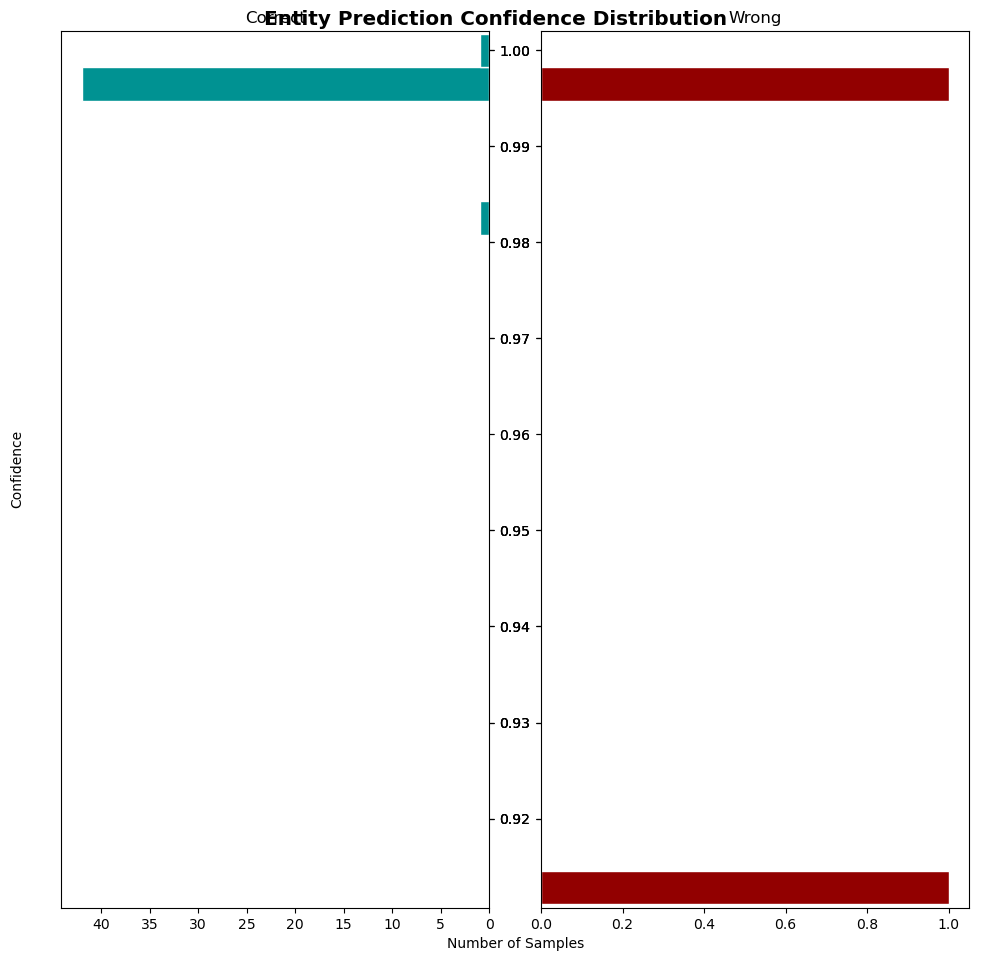 Entity Prediction Confidence Distribution
Correct
Wrong
Confidence
1.00
0.99
0.98
0.97
0.96
0.95
0.94
0.93
0.92
40 35 30 25 20 15 10 5 0
0.0 0.2 0.4 0.6 0.8 1.0
Number of Samples